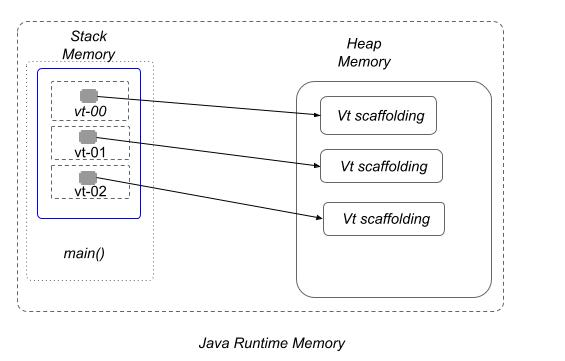 Stack
Memory
Heap
Memory
vt-00
vt-01
vt-02
main()
Vt scaffolding
Vt scaffolding
Vt scaffolding
Java Runtime Memory